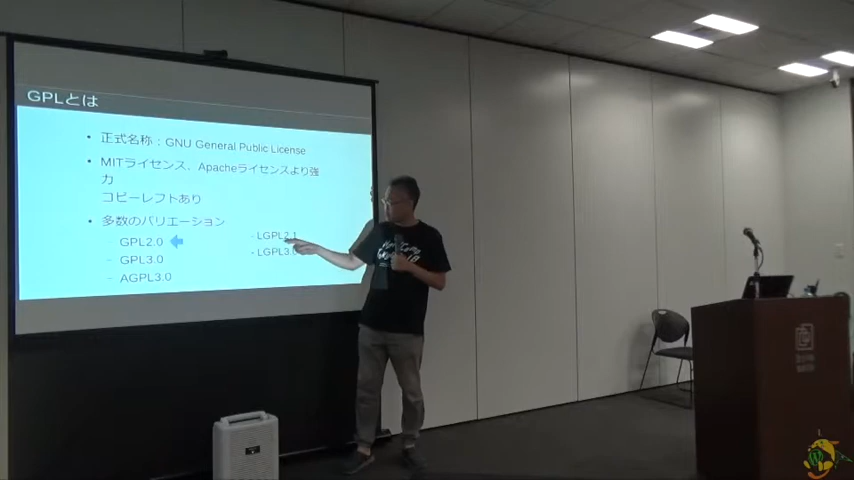 GPLとは
• 正式名称：GNU General Public License
• MITライセンス、Apacheライセンスより強
力
コピーレフトあり
• 多数のバリエーション
– GPL2.0
– GPL3.0
– AGPL3.0
– LGPL2.1
– LGPL3.0